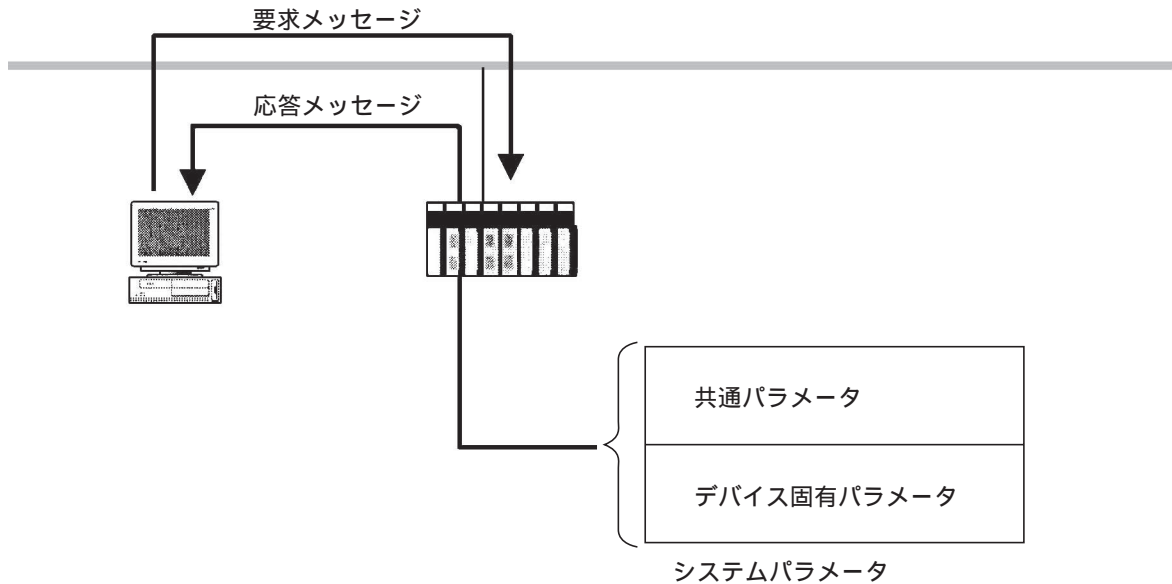 要求メッセージ
応答メッセージ
共通パラメータ
デバイス固有パラメータ
システムパラメータ